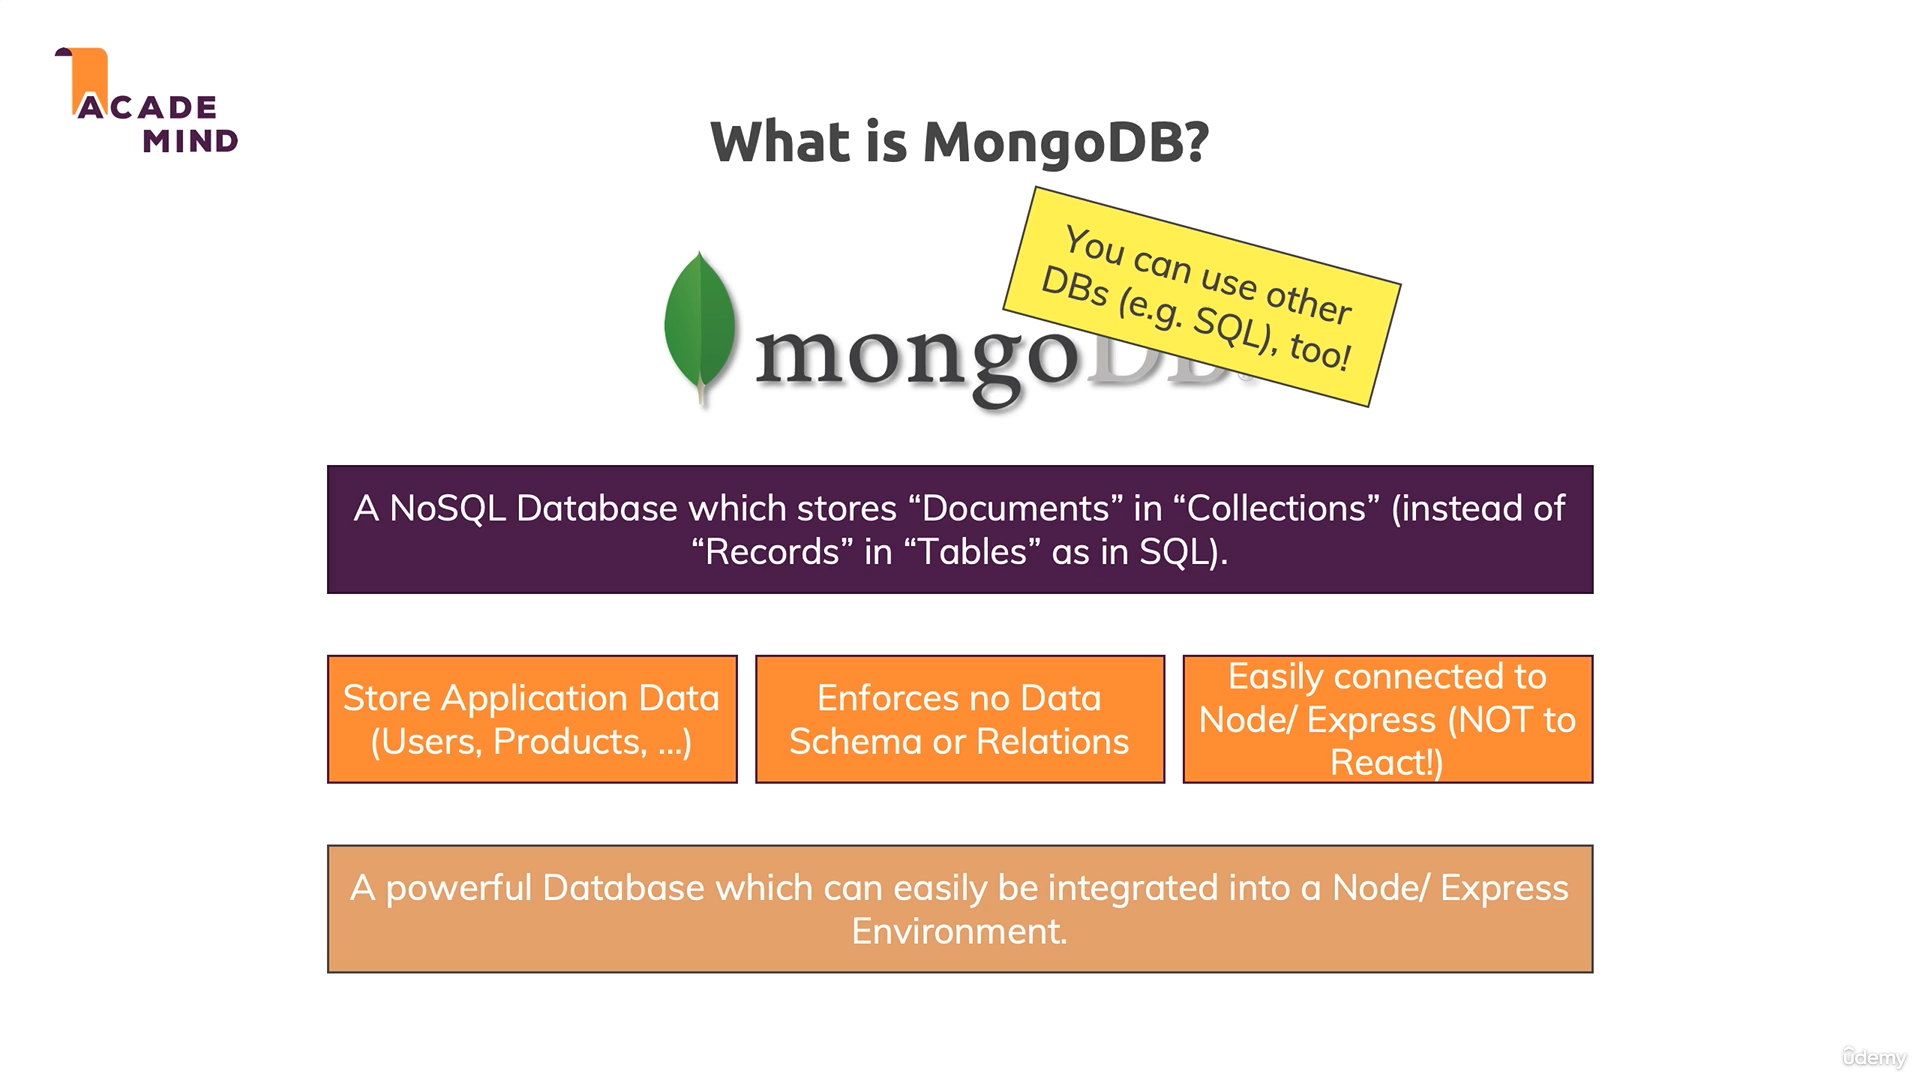 ACADE
MIND
What is MongoDB?
You can use other
DBs (e.g. SQL), too!
mongoDB
A NoSQL Database which stores “Documents” in “Collections” (instead of
“Records” in “Tables” as in SQL).
Store Application Data
(Users, Products, …)
Enforces no Data
Schema or Relations
Easily connected to
Node/ Express (NOT to
React!)
A powerful Database which can easily be integrated into a Node/ Express
Environment.
ûdemy